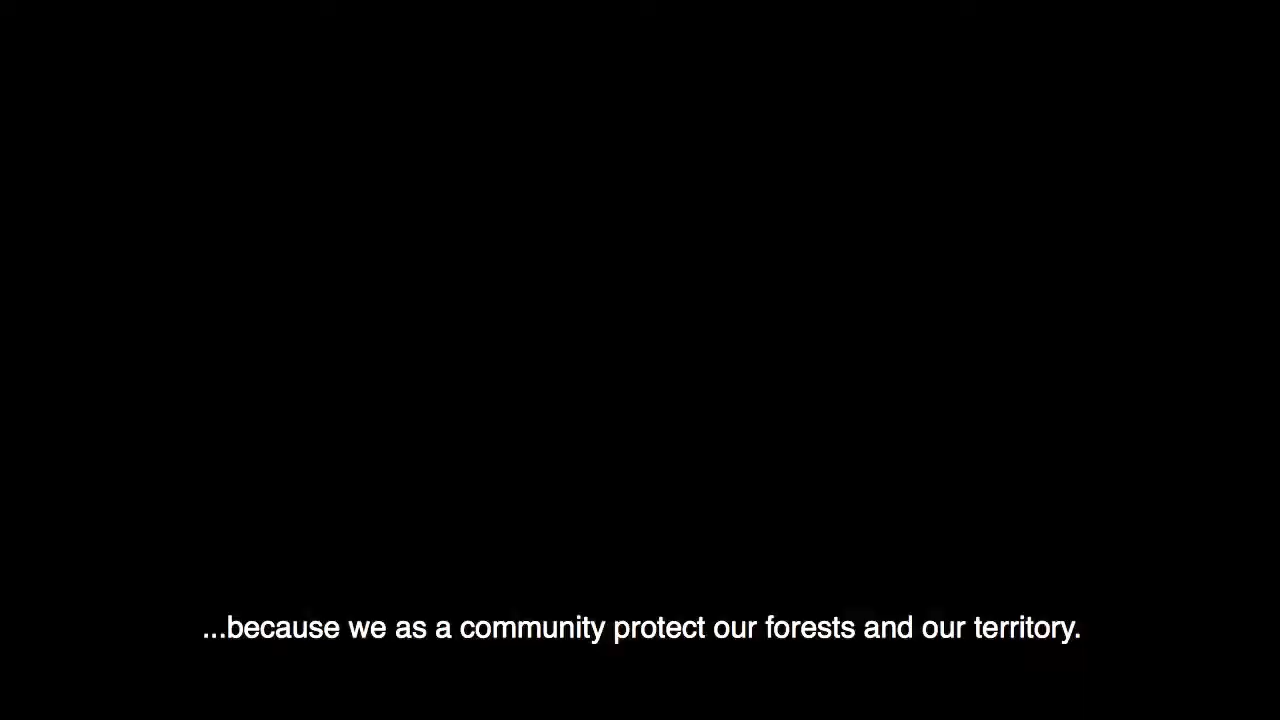 ...because we as a community protect our forests and our territory.